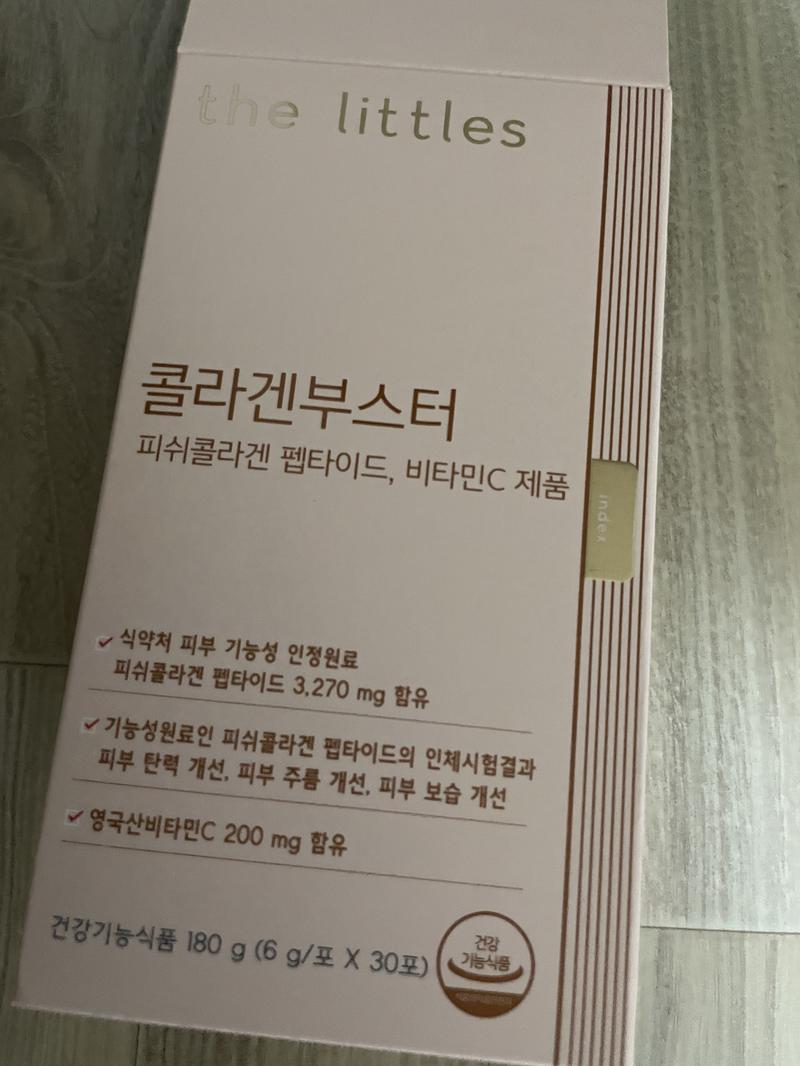 the littles
콜라겐부스터
피쉬콜라겐 펩타이드, 비타민C 제품
index
식약처 피부 기능성 인정원료
피쉬콜라겐 펩타이드 3,270 mg 함유
기능성원료인 피쉬콜라겐 펩타이드의 인체시험결과
피부 탄력 개선, 피부 주름 개선, 피부 보습 개선
영국산비타민C 200 mg 함유
건강기능식품 180 g (6 g/포 X 30포)
건강
기능식품